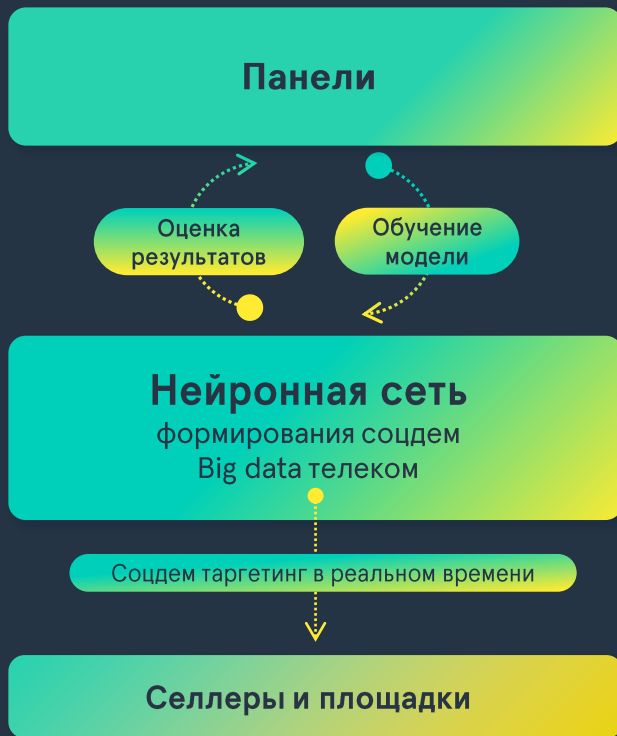 Панели
Оценка
результатов
Обучение
модели
Нейронная сеть
формирования соцдем
Big data телеком
Соцдем таргетинг в реальном времени
Селлеры и площадки